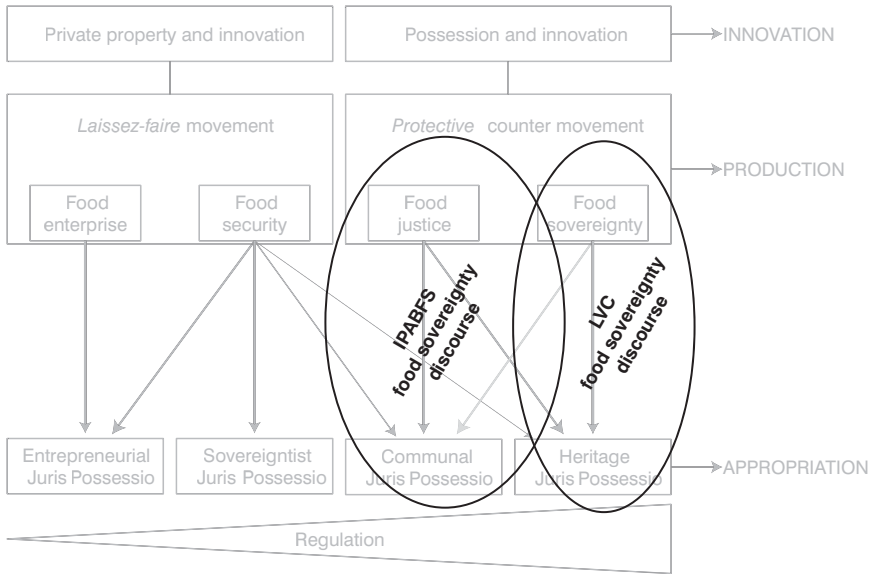 Private property and innovation
Possession and innovation
INNOVATION
Laissez-faire movement
Protective counter movement
PRODUCTION
Food
enterprise
Food
security
Food
justice
Food
sovereignty
IPABFS
food sovereignty
discourse
LVC
food sovereignty
discourse
Entrepreneurial
Juris Possessio
Sovereigntist
Juris Possessio
Communal
Juris Possessio
Heritage
Juris Possessio
APPROPRIATION
Regulation